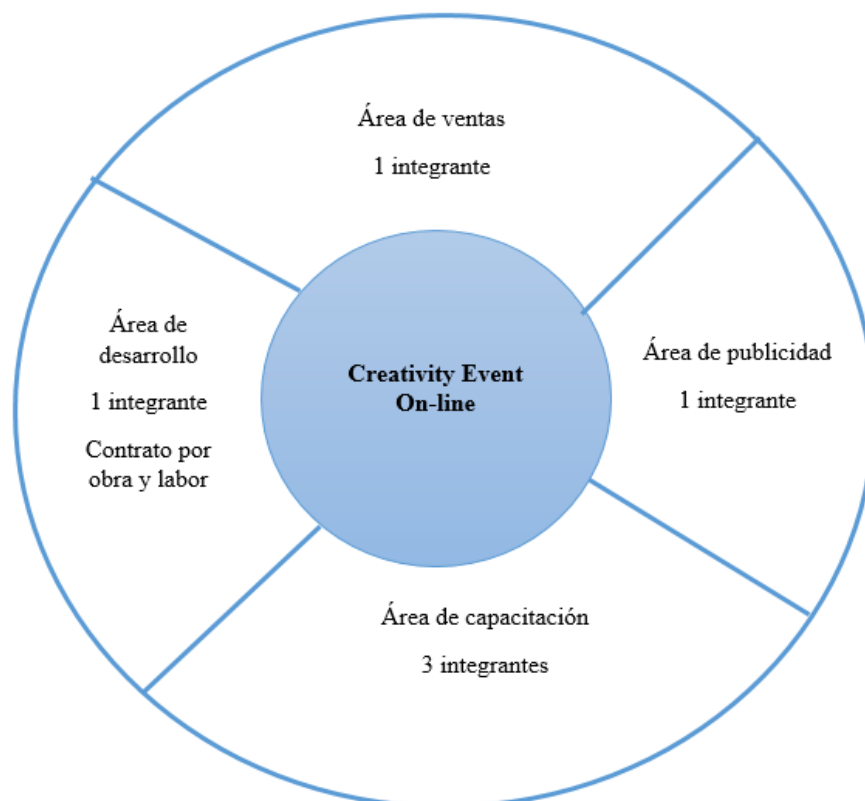 Área de ventas
1 integrante
Área de
desarrollo
1 integrante
Contrato por
obra y labor
Creativity Event
On-line
Área de publicidad
1 integrante
Área de capacitación
3 integrantes